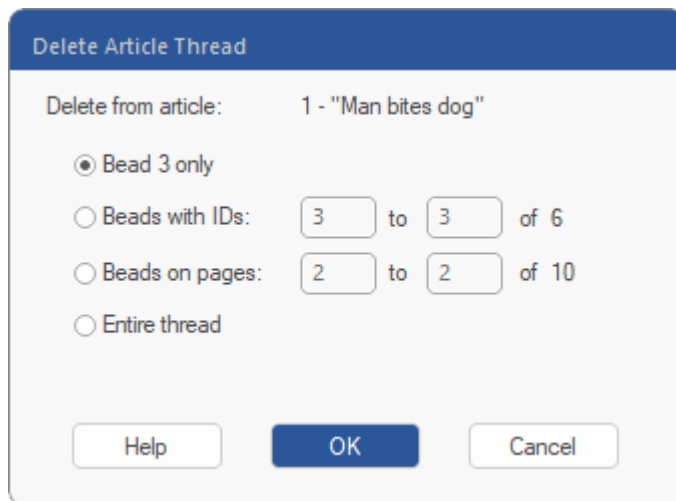 Delete Article Thread
Delete from article: 1 - "Man bites dog"
Bead 3 only
Beads with IDs: 3 to 3 of 6
Beads on pages: 2 to 2 of 10
Entire thread
Help OK Cancel